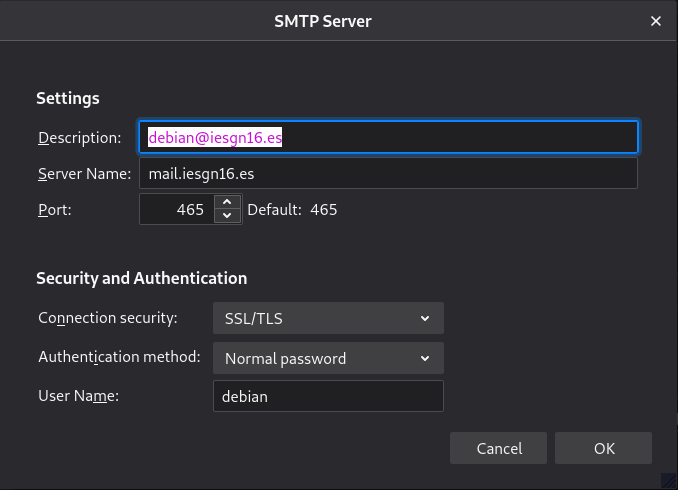 SMTP Server
Settings
Description: debian@iesgn16.es
Server Name: mail.iesgn16.es
Port: 465 Default: 465
Security and Authentication
Connection security: SSL/TLS
Authentication method: Normal password
User Name: debian
Cancel OK